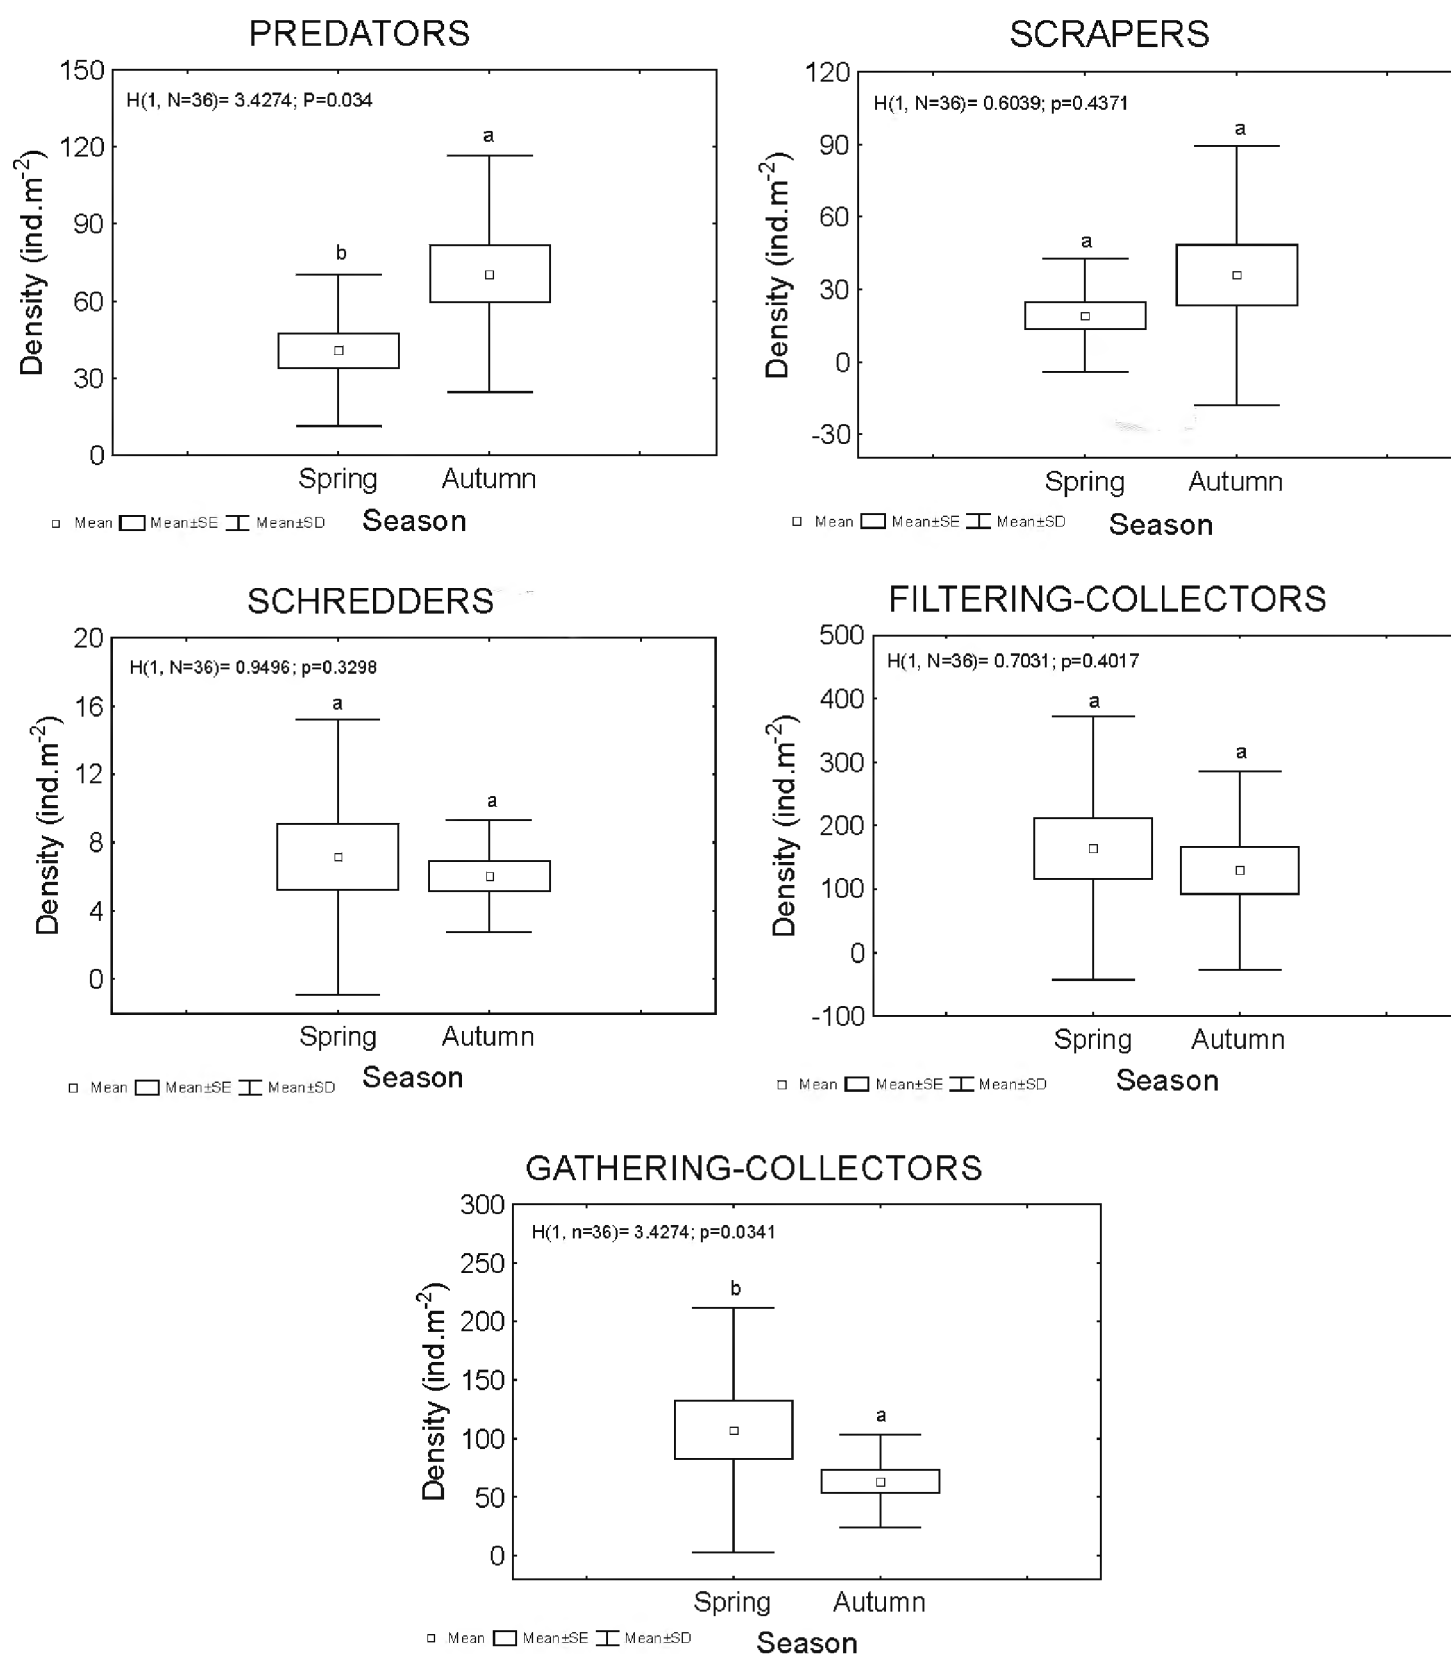 PREDATORS
150
120
90
60
30
0
Density (ind.m-2)
H(1, N=36)= 3.4274; P=0.034
b
a
Spring Autumn
Mean Mean±SE Mean±SD Season
SCRAPERS
120
90
60
30
0
-30
Density (ind.m-2)
H(1, N=36)= 0.6039; p=0.4371
a
a
Spring Autumn
Mean Mean±SE Mean±SD Season
SCHREDDERS
20
16
12
8
4
0
Density (ind.m-2)
H(1, N=36)= 0.9496; p=0.3298
a
a
Spring Autumn
Mean Mean±SE Mean±SD Season
FILTERING-COLLECTORS
500
400
300
200
100
0
-100
Density (ind.m-2)
H(1, N=36)= 0.7031; p=0.4017
a
a
Spring Autumn
Mean Mean±SE Mean±SD Season
GATHERING-COLLECTORS
300
250
200
150
100
50
0
Density (ind.m-2)
H(1, n=36)= 3.4274; p=0.0341
b
a
Spring Autumn
Mean Mean±SE Mean±SD Season